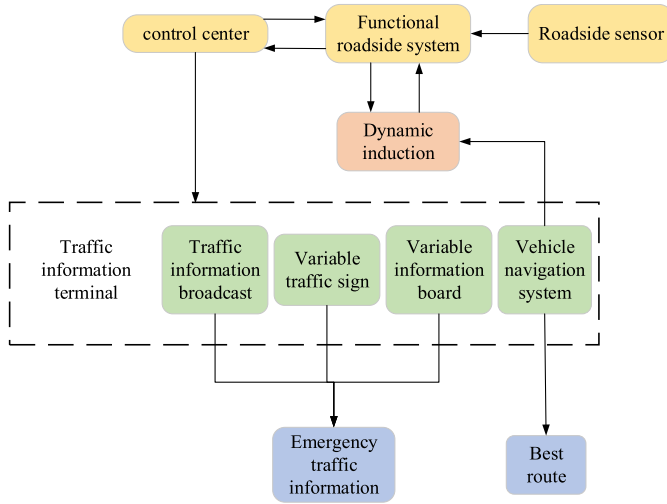 control center
Functional
roadside system
Roadside sensor
Dynamic
induction
Traffic
information
terminal
Traffic
information
broadcast
Variable
traffic sign
Variable
information
board
Vehicle
navigation
system
Emergency
traffic
information
Best
route